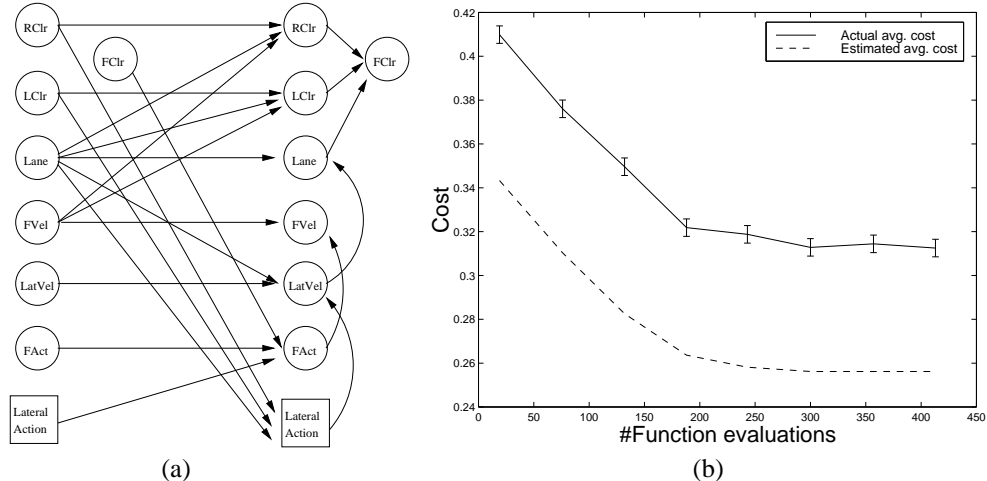 RClr
FClr
LClr
Lane
FVel
LatVel
FAct
Lateral
Action
RClr
FClr
LClr
Lane
FVel
LatVel
FAct
Lateral
Action
(a)
0.42
0.4
0.38
0.36
0.34
0.32
0.3
0.28
0.26
0.24
Cost
Actual avg. cost
Estimated avg. cost
0 50 100 150 200 250 300 350 400 450
#Function evaluations
(b)